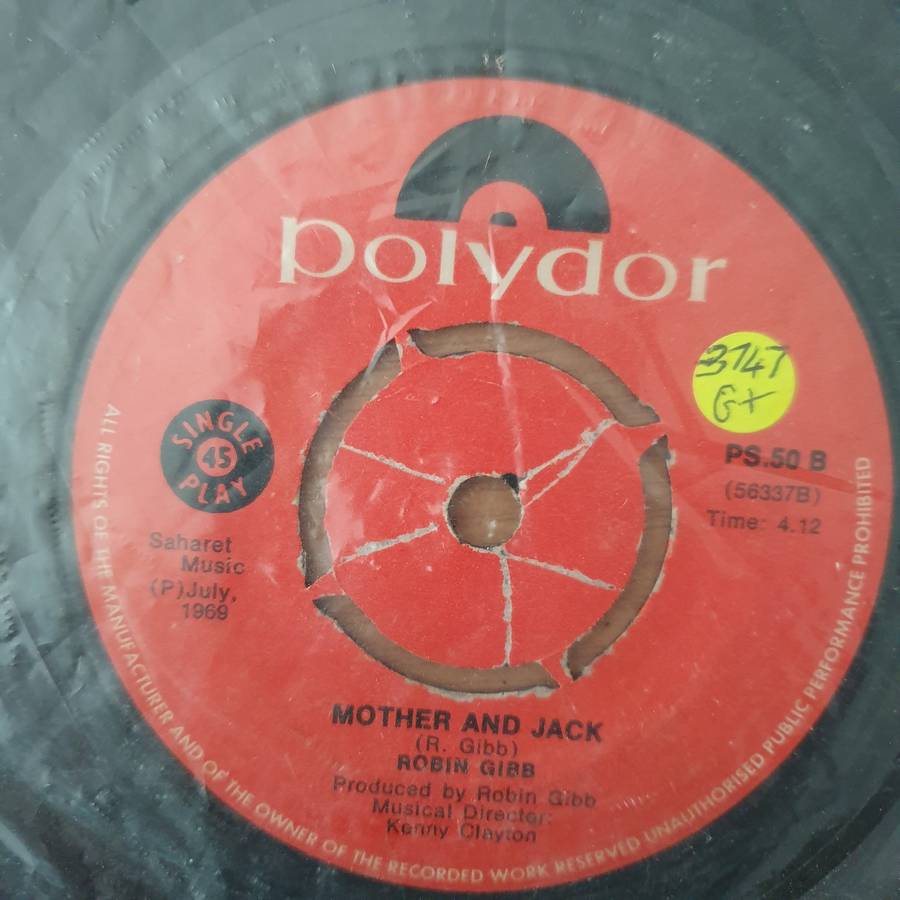 polydor
3747
G+
SINGLE
45
PLAY
PS.50 B
(56337B)
Time: 4.12
Saharet
Music
(P)July,
1969
MOTHER AND JACK
(R. Gibb)
ROBIN GIBB
Produced by Robin Gibb
Musical Director:
Kenny Clayton
ALL RIGHTS OF THE MANUFACTURER AND OF THE OWNER OF THE RECORDED WORK RESERVED UNAUTHORISED PUBLIC PERFORMANCE PROHIBITED